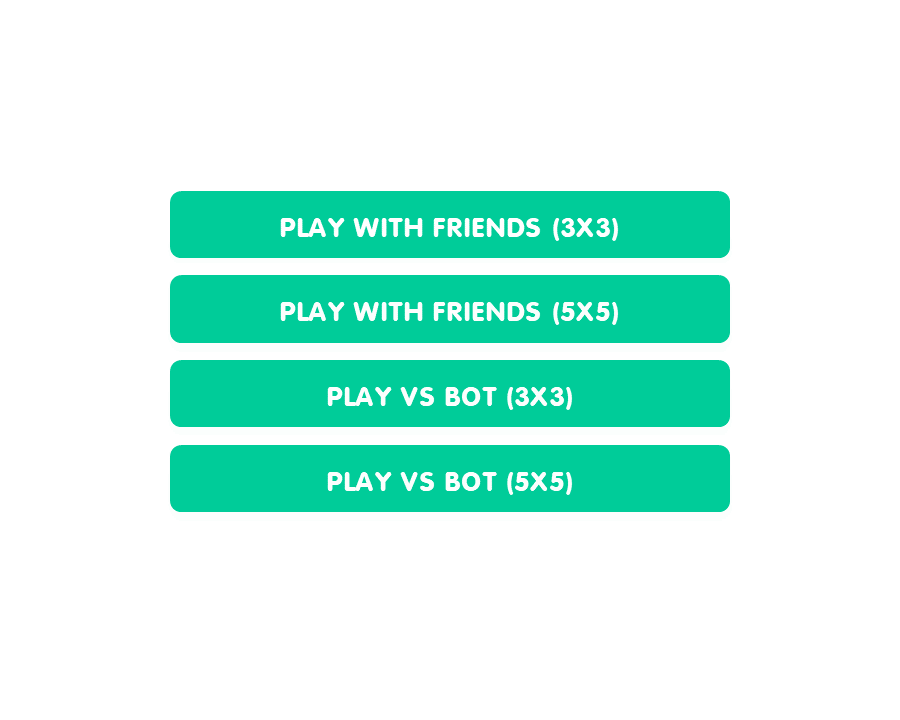 PLAY WITH FRIENDS (3X3)
PLAY WITH FRIENDS (5X5)
PLAY VS BOT (3X3)
PLAY VS BOT (5X5)